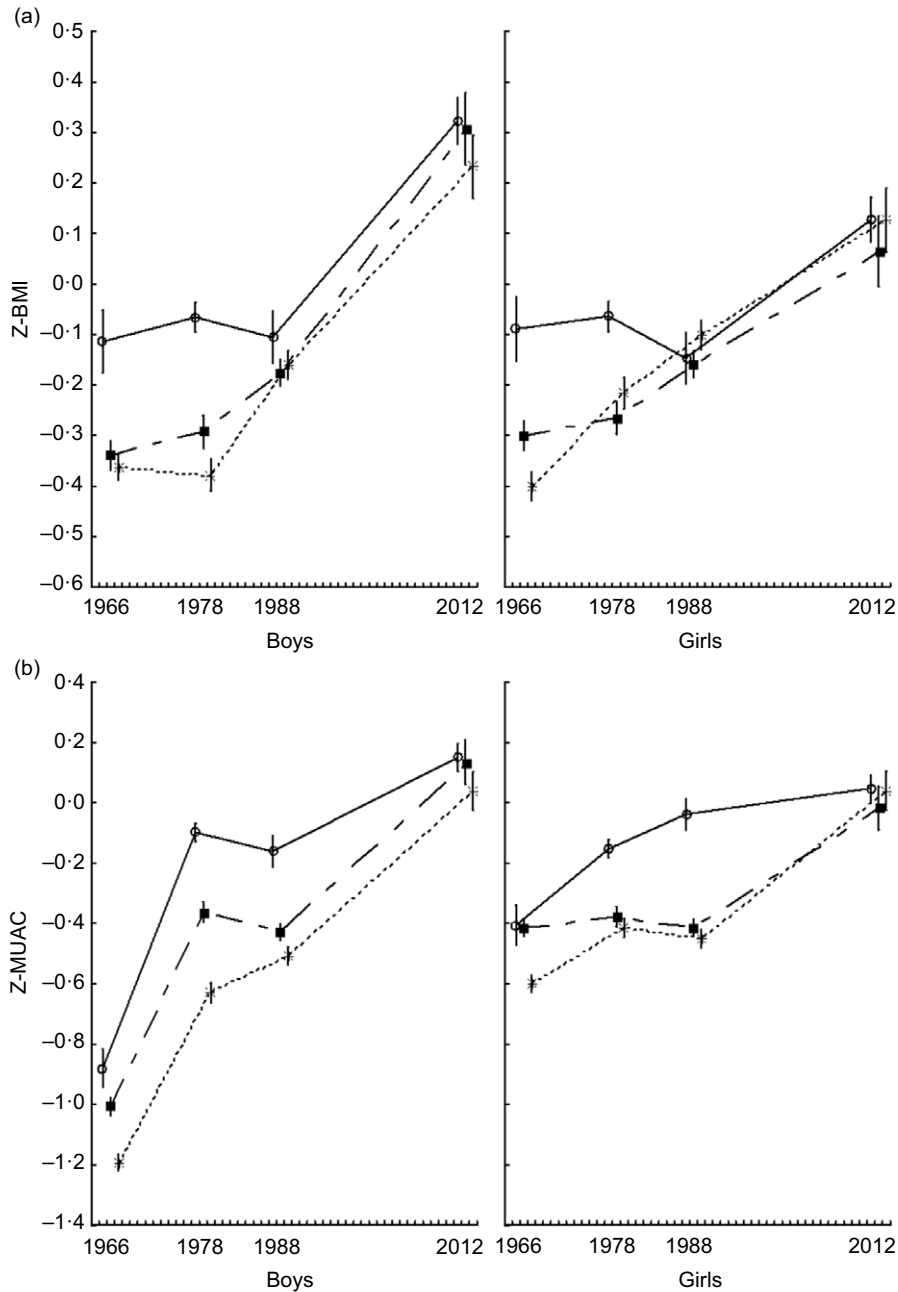 (a)
0·5
0·4
0·3
0·2
0·1
0·0
–0·1
–0·2
–0·3
–0·4
–0·5
–0·6
Z-BMI
1966 1978 1988 2012
Boys
1966 1978 1988 2012
Girls
(b)
0·4
0·2
0·0
–0·2
–0·4
–0·6
–0·8
–1·0
–1·2
–1·4
Z-MUAC
1966 1978 1988 2012
Boys
1966 1978 1988 2012
Girls